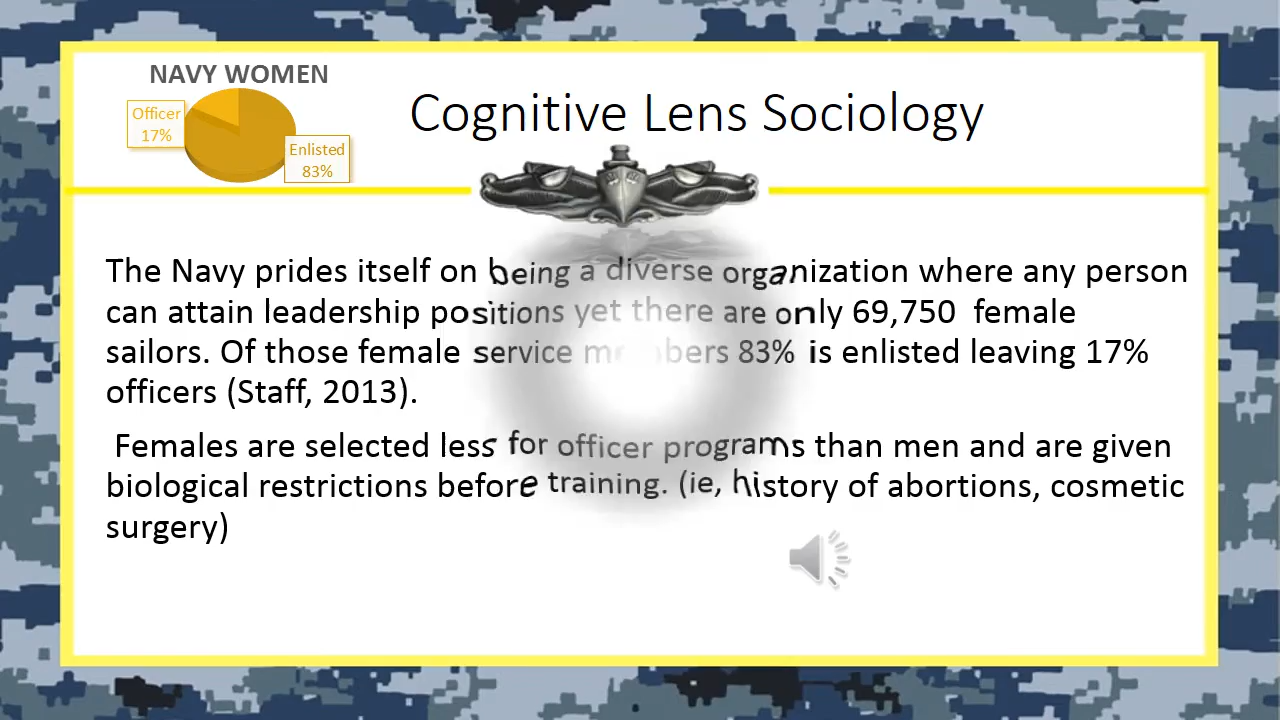 NAVY WOMEN
Officer
17%
Enlisted
83%
Cognitive Lens Sociology
The Navy prides itself on being a diverse organization where any person
can attain leadership positions yet there are only 69,750 female
sailors. Of those female service members 83% is enlisted leaving 17%
officers (Staff, 2013).
Females are selected less for officer programs than men and are given
biological restrictions before training. (ie, history of abortions, cosmetic
surgery)